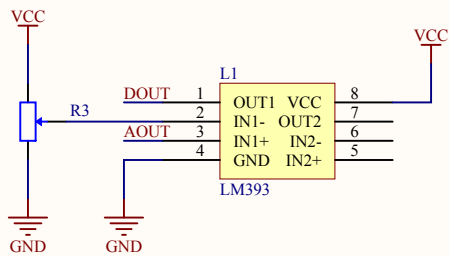 VCC
VCC
L1
DOUT 1 OUT1 VCC 8
R3 2 IN1- OUT2 7
AOUT 3 IN1+ IN2- 6
4 GND IN2+ 5
LM393
GND GND